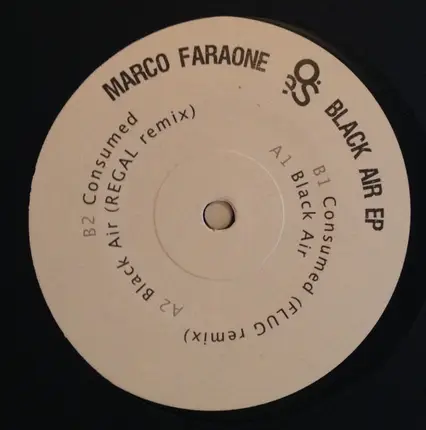 MARCO FARAONE
BLACK AIR EP
A1 Black Air
A2 Black Air (REGAL remix)
B1 Consumed (FLUG remix)
B2 Consumed